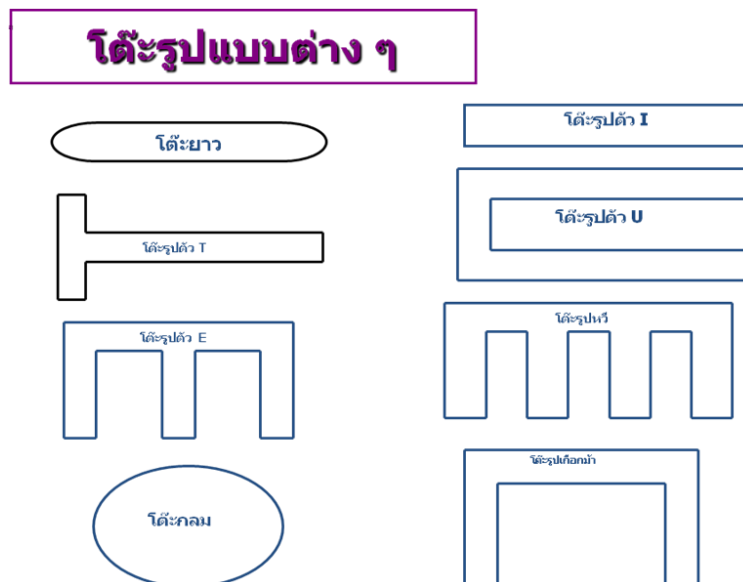 โต๊ะรูปแบบต่าง ๆ
โต๊ะยาว
โต๊ะรูปตัว I
โต๊ะรูปตัว T
โต๊ะรูปตัว U
โต๊ะรูปตัว E
โต๊ะรูปหวี
โต๊ะกลม
โต๊ะรูปเกือกม้า